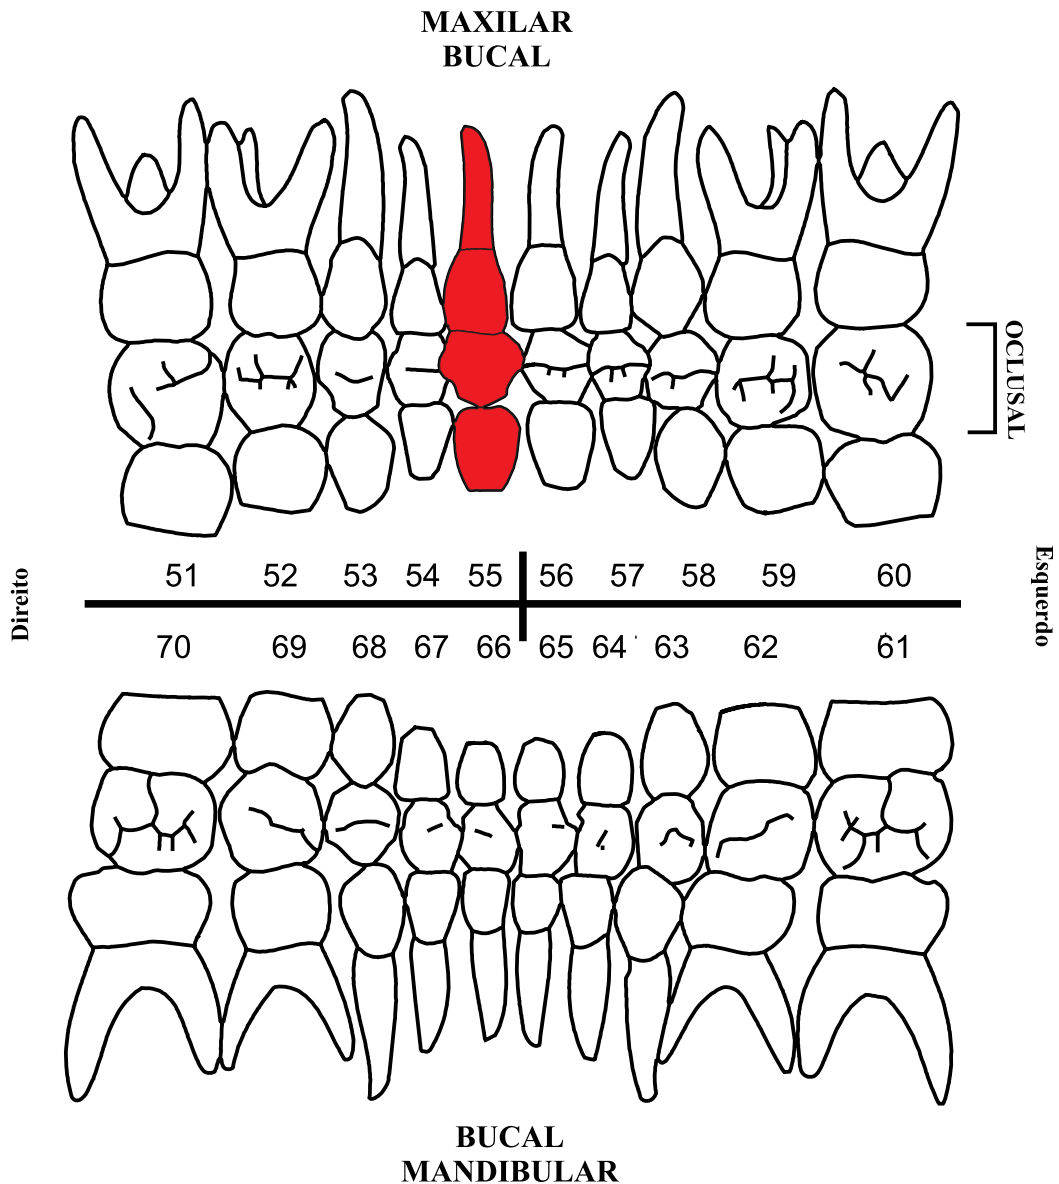 MAXILAR
BUCAL
OCLUSAL
Direito
Esquerdo
51 52 53 54 55 56 57 58 59 60
70 69 68 67 66 65 64 63 62 61
BUCAL
MANDIBULAR